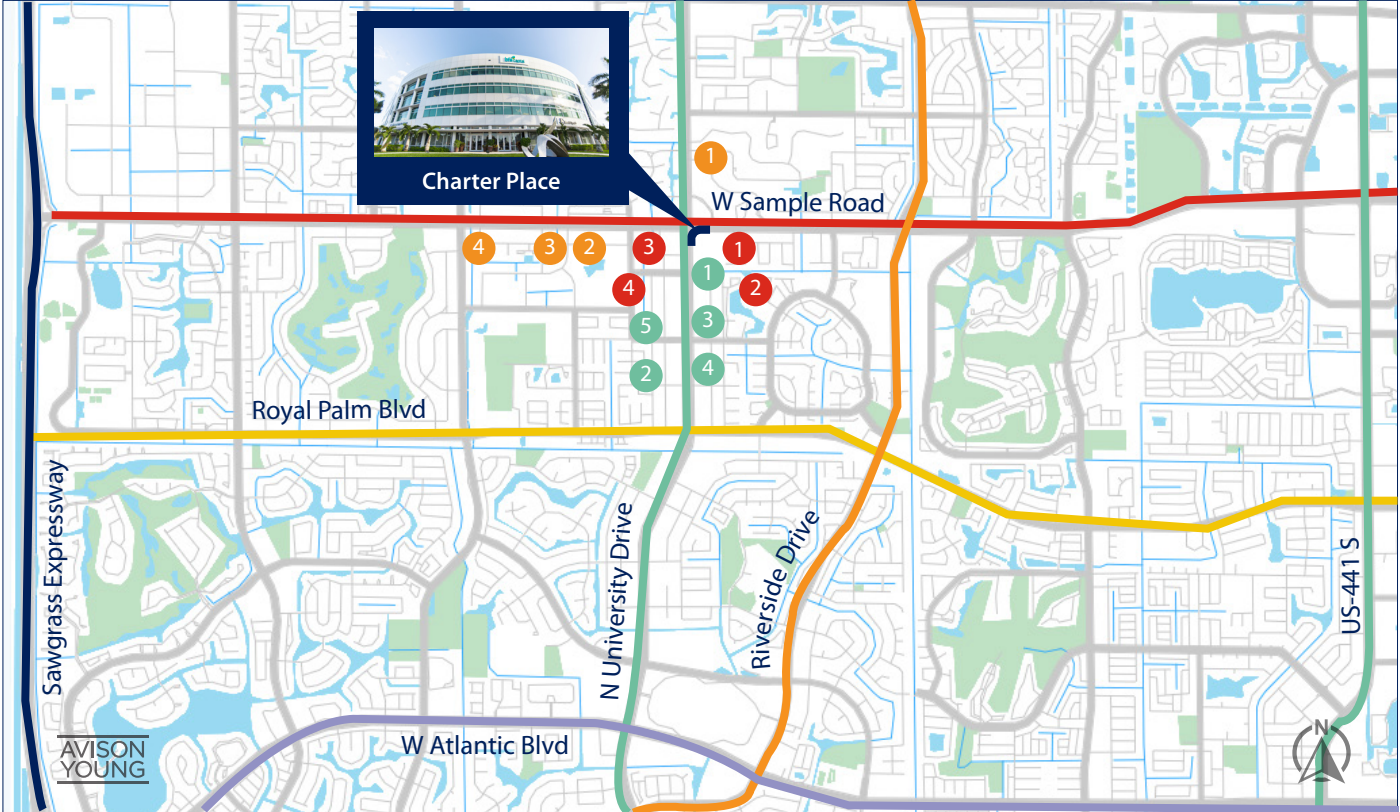 Charter Place
1
W Sample Road
4
3
2
3
1
1
4
2
5
3
2
4
Royal Palm Blvd
Sawgrass Expressway
N University Drive
Riverside Drive
US-441 S
W Atlantic Blvd
AVISON
YOUNG
N